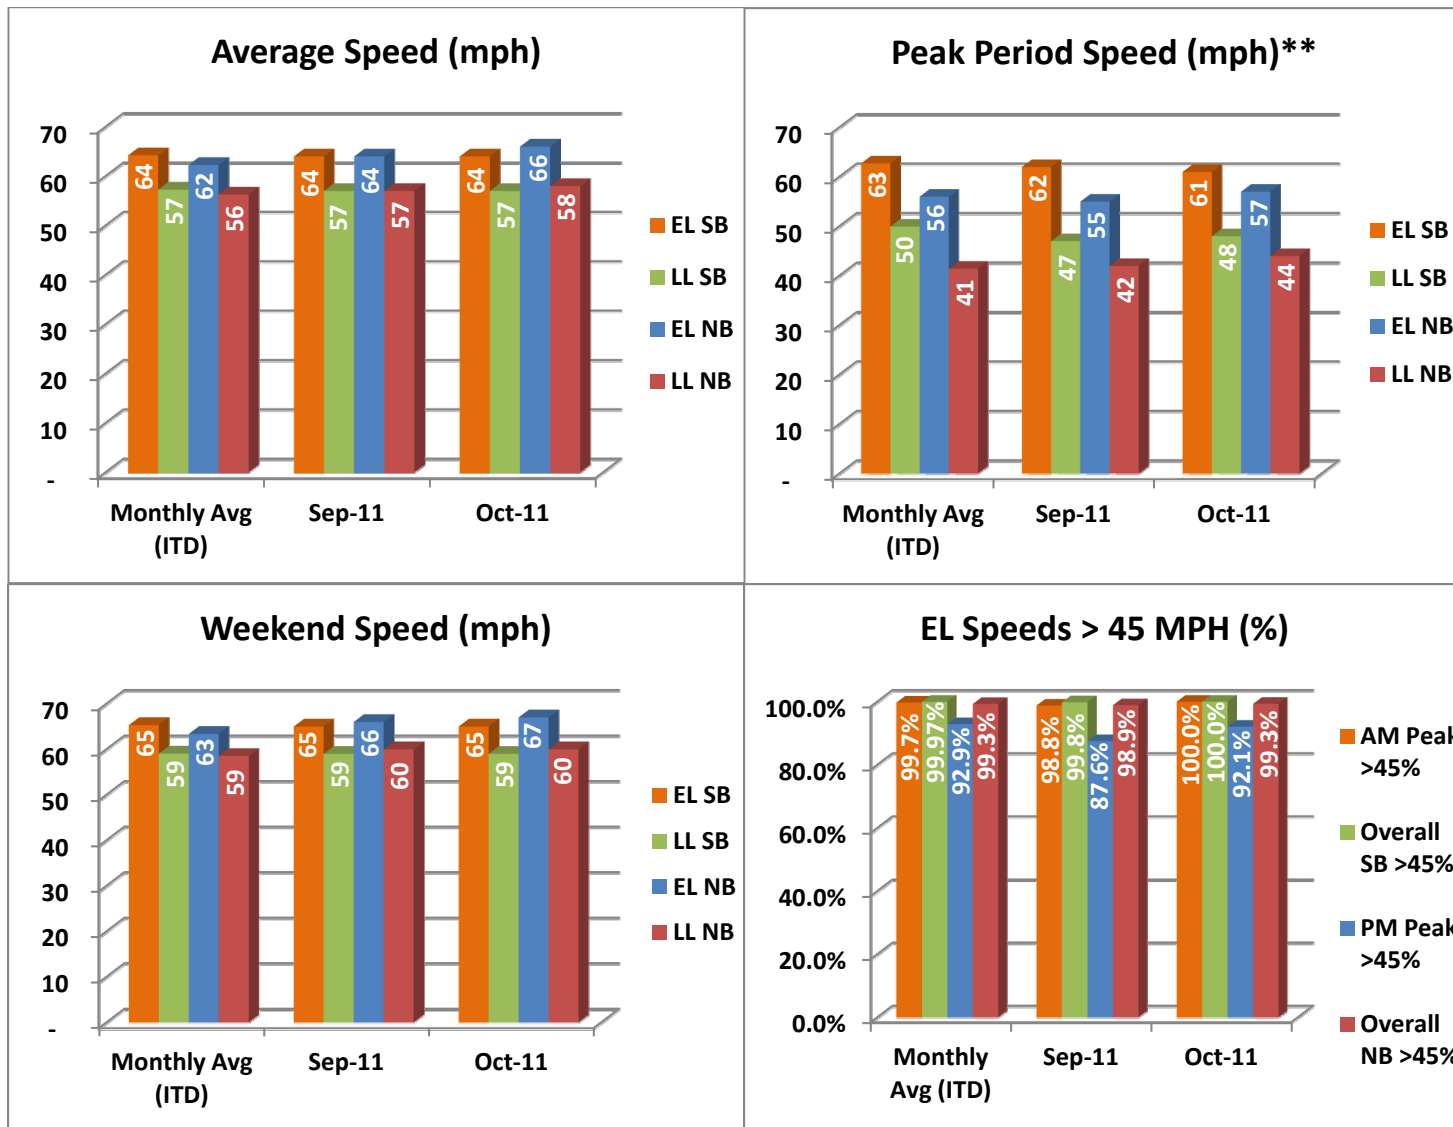 Average Speed (mph)
70
60
50
40
30
20
10
-
64
57
62
56
64
57
64
57
64
57
66
58
Monthly Avg
(ITD)
Sep-11
Oct-11
EL SB
LL SB
EL NB
LL NB
Peak Period Speed (mph)**
70
60
50
40
30
20
10
-
63
50
56
41
62
47
55
42
61
48
57
44
Monthly Avg
(ITD)
Sep-11
Oct-11
EL SB
LL SB
EL NB
LL NB
Weekend Speed (mph)
70
60
50
40
30
20
10
-
65
59
63
59
65
59
66
60
65
59
67
60
Monthly Avg
(ITD)
Sep-11
Oct-11
EL SB
LL SB
EL NB
LL NB
EL Speeds > 45 MPH (%)
100.0%
80.0%
60.0%
40.0%
20.0%
0.0%
99.7%
99.97%
92.9%
99.3%
98.8%
99.8%
87.6%
98.9%
100.0%
100.0%
92.1%
99.3%
Monthly
Avg (ITD)
Sep-11
Oct-11
AM Peak
>45%
Overall
SB >45%
PM Peak
>45%
Overall
NB >45%